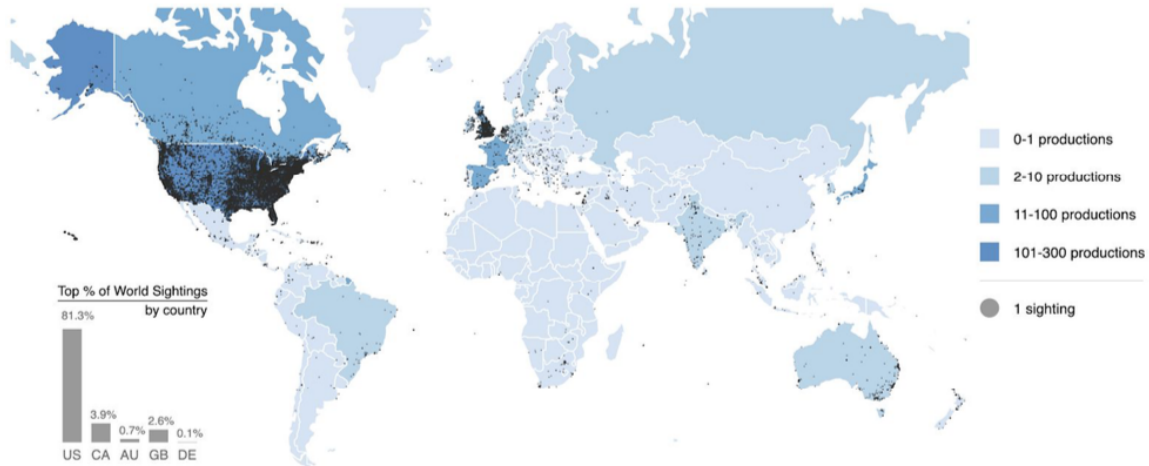 0-1 productions
2-10 productions
11-100 productions
101-300 productions
1 sighting
Top % of World Sightings
by country
81.3%
3.9%
0.7%
2.6%
0.1%
US CA AU GB DE